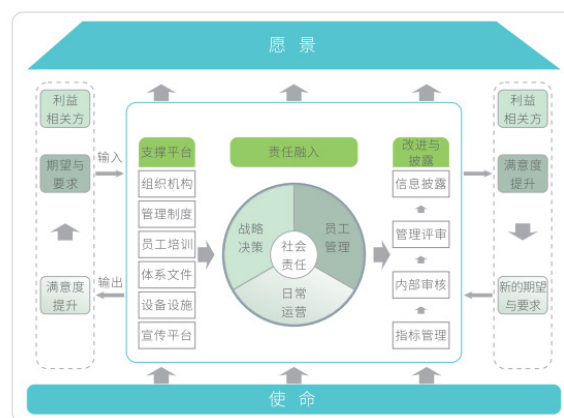 愿景
利益
相关方
期望与
要求
满意度
提升
输入
输出
支撑平台
组织机构
管理制度
员工培训
体系文件
设备设施
宣传平台
责任融入
战略
决策
员工
管理
社会
责任
日常
运营
改进与
披露
信息披露
管理评审
内部审核
指标管理
利益
相关方
满意度
提升
新的期望
与要求
使命